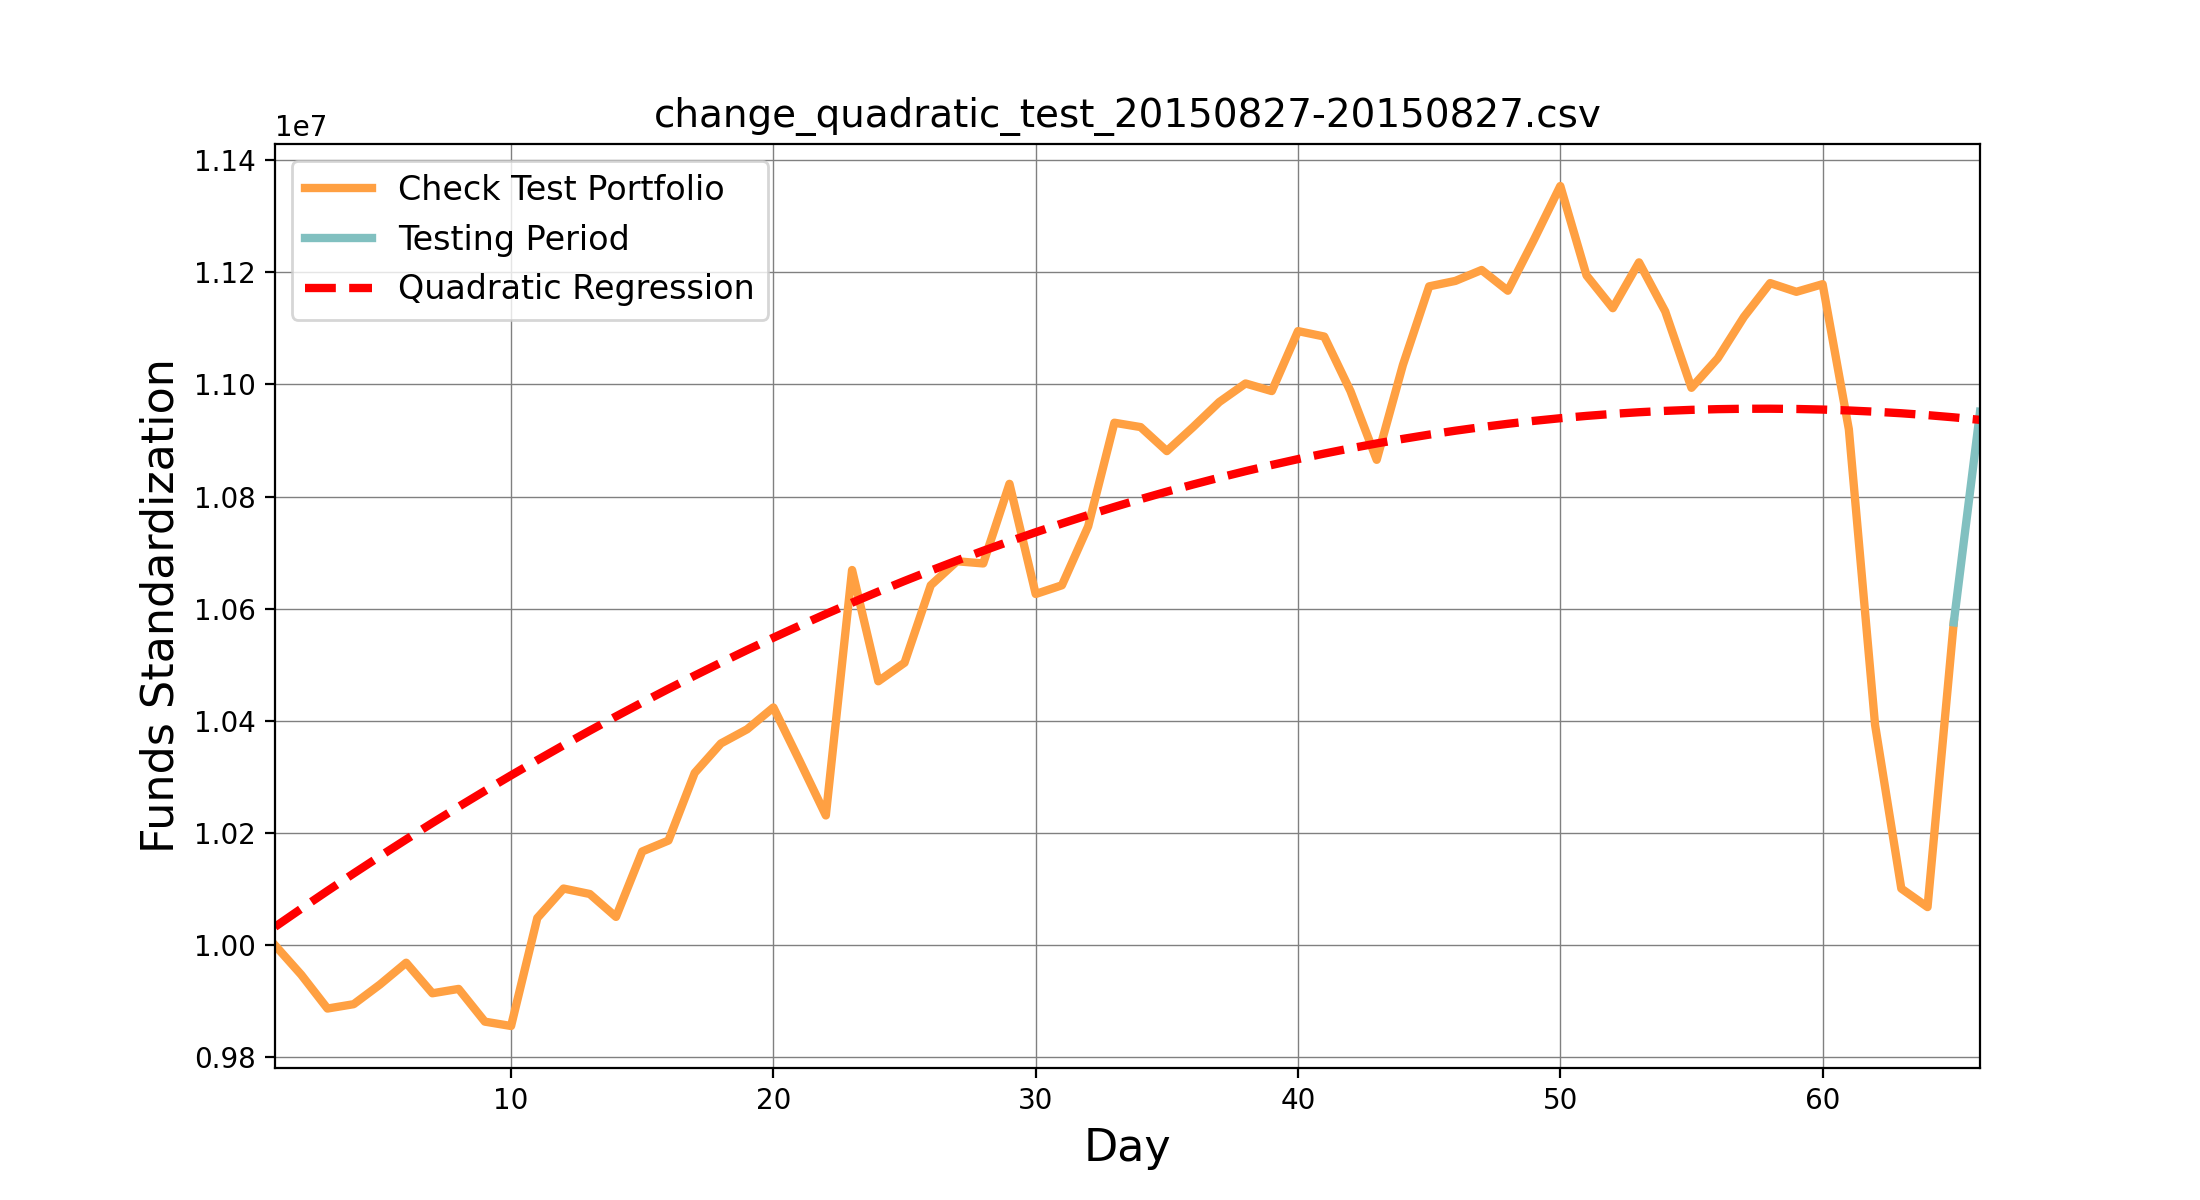 change_quadratic_test_20150827-20150827.csv
1e7
1.14
1.12
1.10
1.08
1.06
1.04
1.02
1.00
0.98
Funds Standardization
Check Test Portfolio
Testing Period
Quadratic Regression
10 20 30 40 50 60
Day